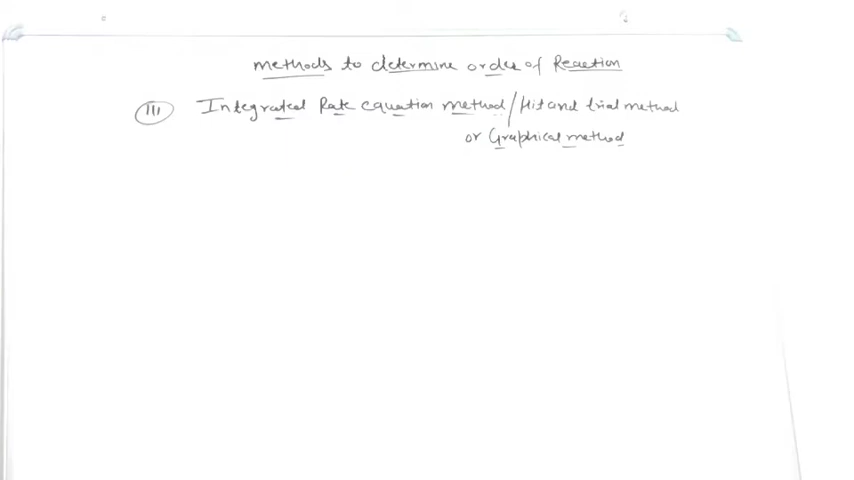 methods to determine order of Reaction
III Integrated Rate equation method/Hit and trial method
or Graphical method